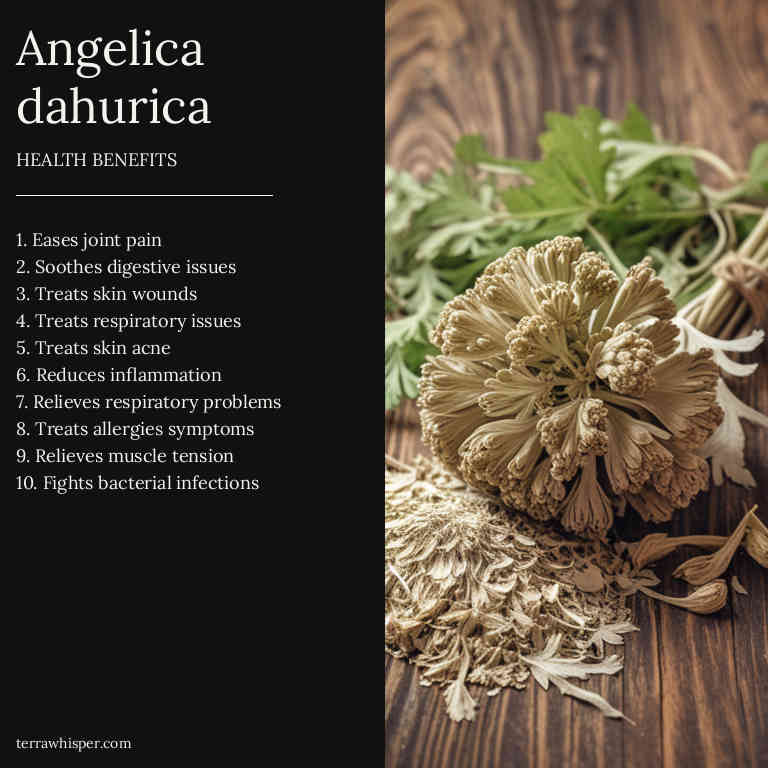 Angelica
dahurica
HEALTH BENEFITS
1. Eases joint pain
2. Soothes digestive issues
3. Treats skin wounds
4. Treats respiratory issues
5. Treats skin acne
6. Reduces inflammation
7. Relieves respiratory problems
8. Treats allergies symptoms
9. Relieves muscle tension
10. Fights bacterial infections
terrawhisper.com